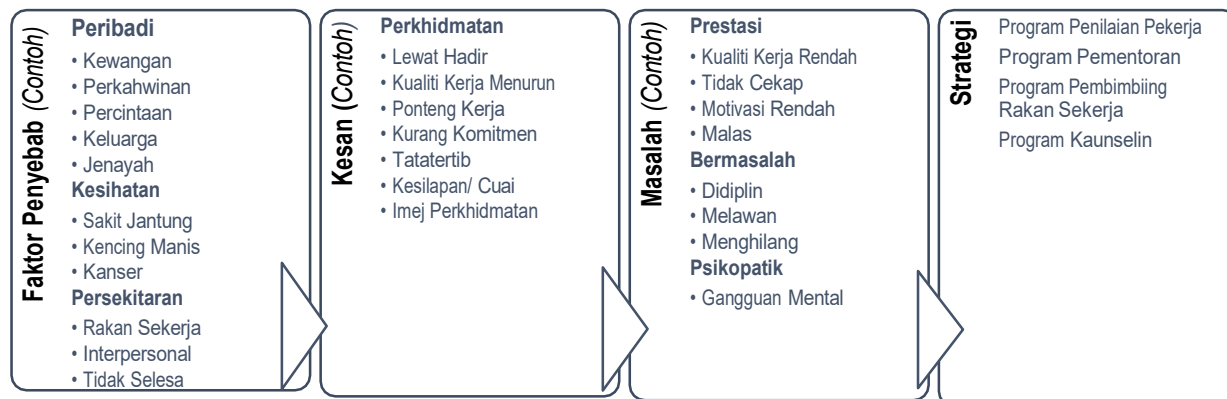 Faktor Penyebab (Contoh)
Peribadi
• Kewangan
• Perkahwinan
• Percintaan
• Keluarga
• Jenayah
Kesihatan
• Sakit Jantung
• Kencing Manis
• Kanser
Persekitaran
• Rakan Sekerja
• Interpersonal
• Tidak Selesa
Kesan (Contoh)
Perkhidmatan
• Lewat Hadir
• Kualiti Kerja Menurun
• Ponteng Kerja
• Kurang Komitmen
• Tatatertib
• Kesilapan/ Cuai
• Imej Perkhidmatan
Masalah (Contoh)
Prestasi
• Kualiti Kerja Rendah
• Tidak Cekap
• Motivasi Rendah
• Malas
Bermasalah
• Didiplin
• Melawan
• Menghilang
Psikopatik
• Gangguan Mental
Strategi
Program Penilaian Pekerja
Program Pementoran
Program Pembimbiing
Rakan Sekerja
Program Kaunselin